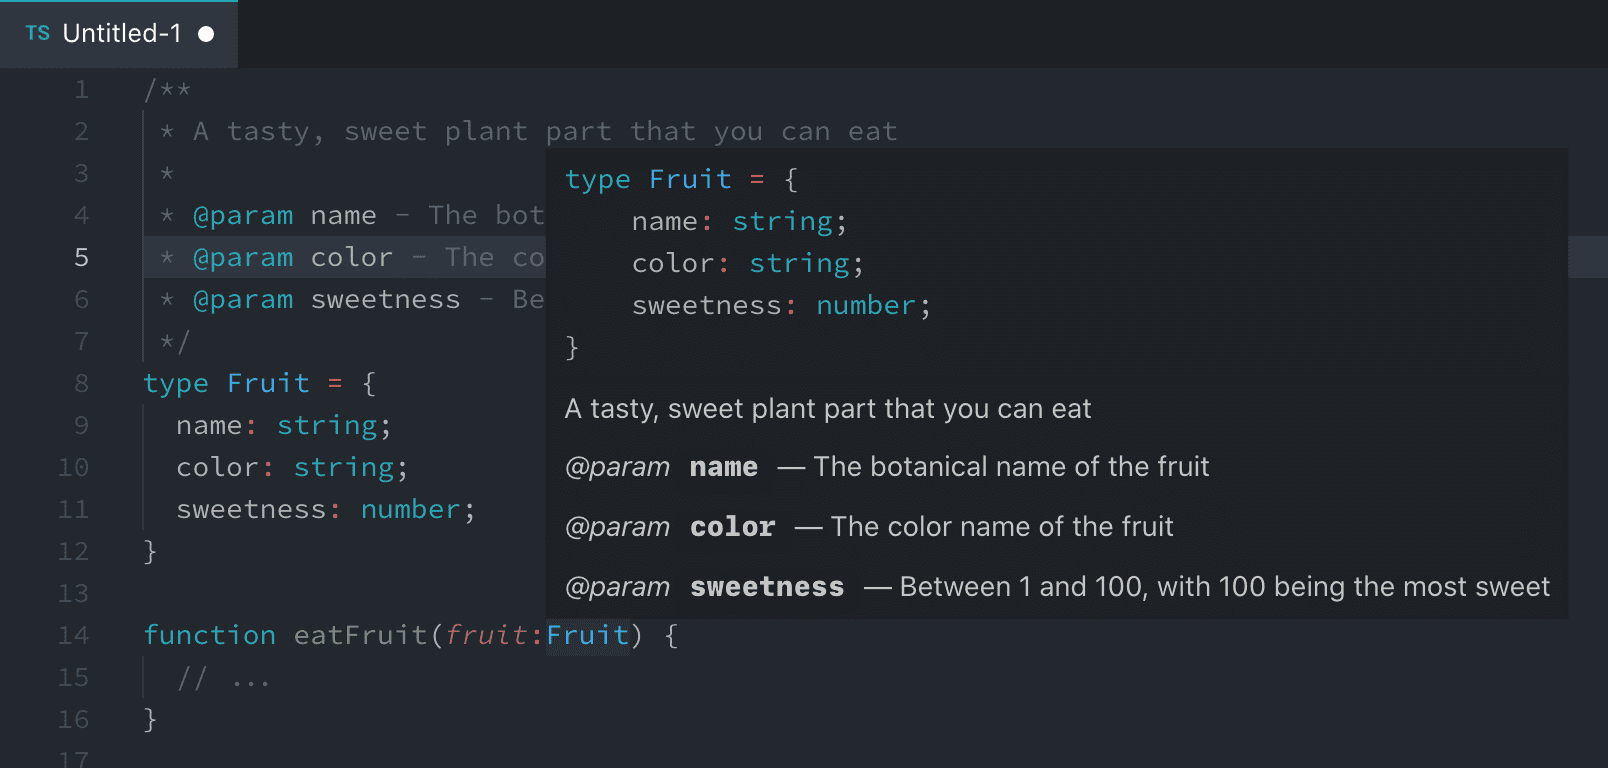 TS Untitled-1
1 /**
2 * A tasty, sweet plant part that you can eat
3 *
4 * @param name - The bot
5 * @param color - The co
6 * @param sweetness - Be
7 */
8 type Fruit = {
9 name: string;
10 color: string;
11 sweetness: number;
12 }
13
14 function eatFruit(fruit:Fruit) {
15 // ...
16 }
17
type Fruit = {
name: string;
color: string;
sweetness: number;
}
A tasty, sweet plant part that you can eat
@param name — The botanical name of the fruit
@param color — The color name of the fruit
@param sweetness — Between 1 and 100, with 100 being the most sweet